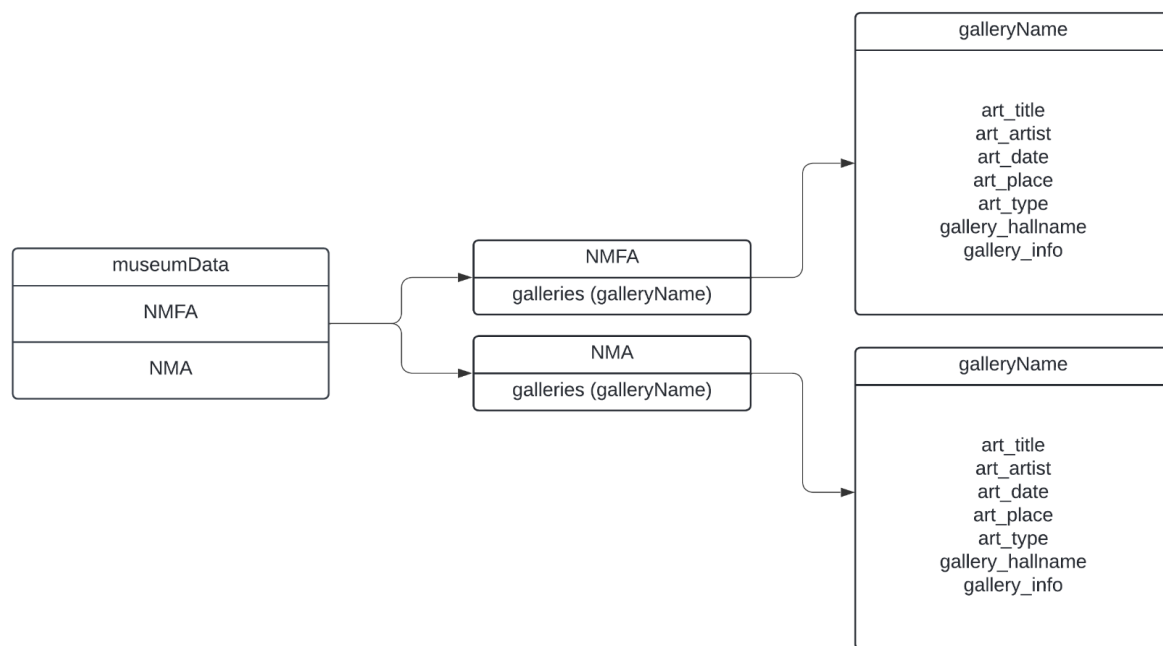 museumData
NMFA
NMA
NMFA
galleries (galleryName)
NMA
galleries (galleryName)
galleryName
art_title
art_artist
art_date
art_place
art_type
gallery_hallname
gallery_info
galleryName
art_title
art_artist
art_date
art_place
art_type
gallery_hallname
gallery_info